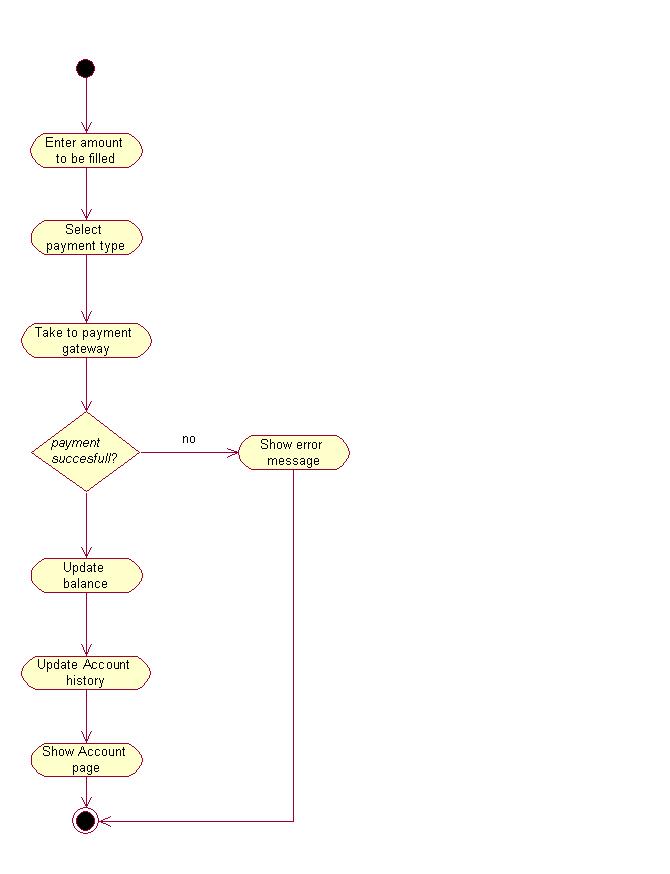 Enter amount
to be filled
Select
payment type
Take to payment
gateway
payment
succesfull?
no
Show error
message
Update
balance
Update Account
history
Show Account
page